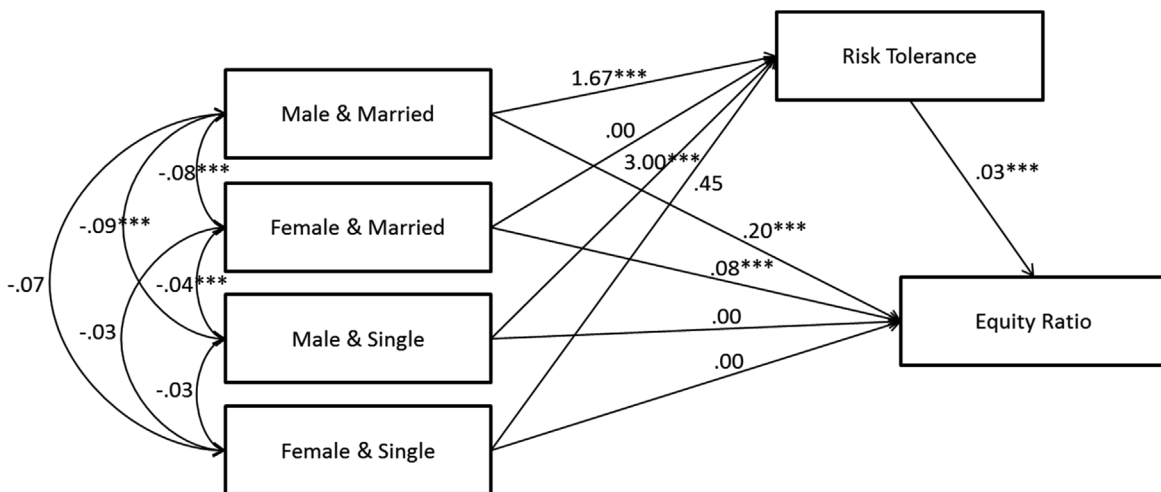 Risk Tolerance
1.67***
Male & Married
.00
3.00***
-.08***
.03***
.45
-.09***
Female & Married
.20***
.08***
-.07
-.04***
.00
Equity Ratio
-.03
Male & Single
.00
-.03
Female & Single